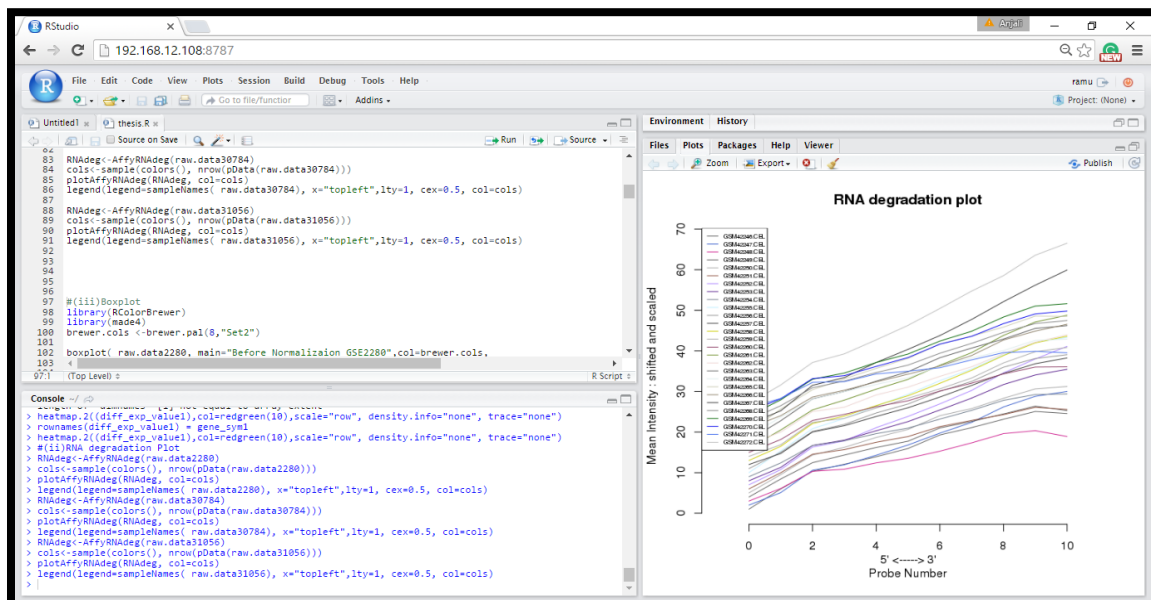 RStudio
Anjali
192.168.12.108:8787
NEW
R
File Edit Code View Plots Session Build Debug Tools Help
ramu
Go to file/function
Addins
Project: (None)
Untitled1 thesis.R
Source on Save
Run
Source
82
83 RNAdeg<-AffyRNAdeg(raw.data30784)
84 cols<-sample(colors(), nrow(pData(raw.data30784)))
85 plotAffyRNAdeg(RNAdeg, col=cols)
86 legend(legend=sampleNames( raw.data30784), x="topleft",lty=1, cex=0.5, col=cols)
87
88 RNAdeg<-AffyRNAdeg(raw.data31056)
89 cols<-sample(colors(), nrow(pData(raw.data31056)))
90 plotAffyRNAdeg(RNAdeg, col=cols)
91 legend(legend=sampleNames( raw.data31056), x="topleft",lty=1, cex=0.5, col=cols)
92
93
94
95
96
97 #(iii)Boxplot
98 library(RColorBrewer)
99 library(made4)
100 brewer.cols <-brewer.pal(8,"Set2")
101
102 boxplot( raw.data2280, main="Before Normalizaion GSE2280",col=brewer.cols,
103
97:1 (Top Level) R Script
Console ~/
> heatmap.2((diff_exp_value1),col=redgreen(10),scale="row", density.info="none", trace="none")
> rownames(diff_exp_value1) = gene_sym1
> heatmap.2((diff_exp_value1),col=redgreen(10),scale="row", density.info="none", trace="none")
> #(ii)RNA degradation Plot
> RNAdeg<-AffyRNAdeg(raw.data2280)
> cols<-sample(colors(), nrow(pData(raw.data2280)))
> plotAffyRNAdeg(RNAdeg, col=cols)
> legend(legend=sampleNames( raw.data2280), x="topleft",lty=1, cex=0.5, col=cols)
> RNAdeg<-AffyRNAdeg(raw.data30784)
> cols<-sample(colors(), nrow(pData(raw.data30784)))
> plotAffyRNAdeg(RNAdeg, col=cols)
> legend(legend=sampleNames( raw.data30784), x="topleft",lty=1, cex=0.5, col=cols)
> RNAdeg<-AffyRNAdeg(raw.data31056)
> cols<-sample(colors(), nrow(pData(raw.data31056)))
> plotAffyRNAdeg(RNAdeg, col=cols)
> legend(legend=sampleNames( raw.data31056), x="topleft",lty=1, cex=0.5, col=cols)
>
Environment History
Files Plots Packages Help Viewer
Zoom Export Publish
RNA degradation plot
Mean Intensity : shifted and scaled
70
60
50
40
30
20
10
0
0 2 4 6 8 10
5' <-----> 3'
Probe Number